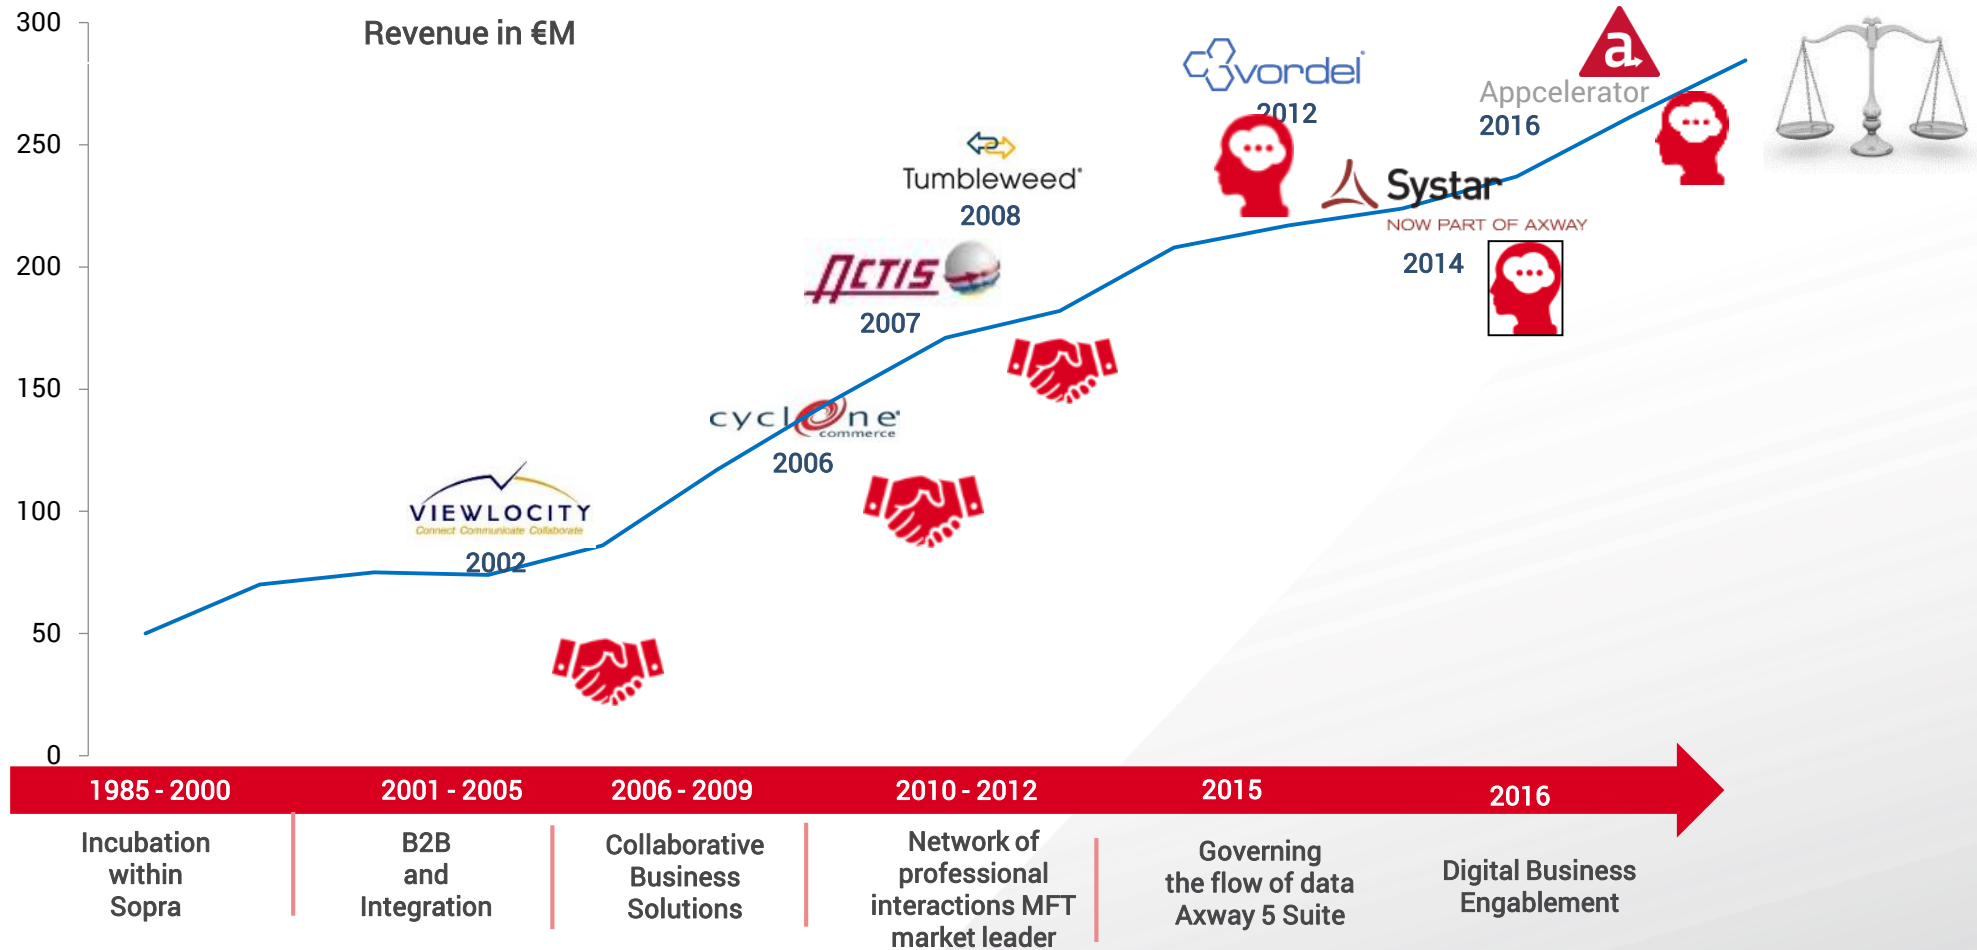 Revenue in €M
300
250
200
150
100
50
0
VIEWLOCITY
Connect Communicate Collaborate
2002
cyclone
commerce
2006
ACTIS
2007
Tumbleweed®
2008
vordel
2012
Systar
NOW PART OF AXWAY
2014
a
Appcelerator
2016
1985 - 2000
Incubation
within
Sopra
2001 - 2005
B2B
and
Integration
2006 - 2009
Collaborative
Business
Solutions
2010 - 2012
Network of
professional
interactions MFT
market leader
2015
Governing
the flow of data
Axway 5 Suite
2016
Digital Business
Engablement